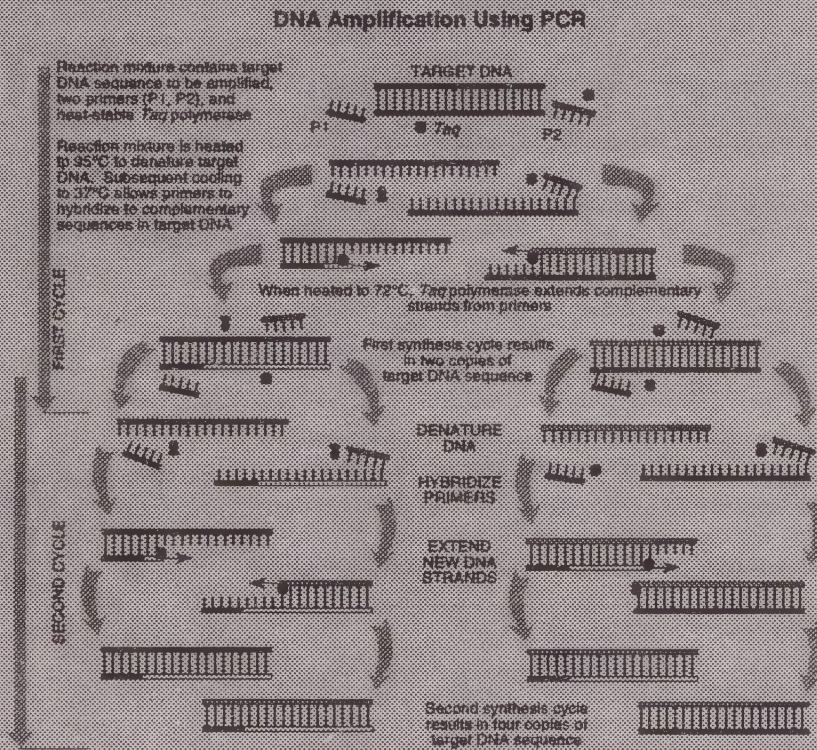 DNA Amplification Using PCR
Reaction mixture contains target
DNA sequence to be amplified,
two primers (P1, P2), and
heat-stable Taq polymerase
TARGET DNA
P1
Taq
P2
Reaction mixture is heated
to 95°C to denature target
DNA. Subsequent cooling
to 37°C allows primers to
hybridize to complementary
sequences in target DNA
When heated to 72°C, Taq polymerase extends complementary
strands from primers
FIRST CYCLE
First synthesis cycle results
in two copies of
target DNA sequence
DENATURE
DNA
HYBRIDIZE
PRIMERS
SECOND CYCLE
EXTEND
NEW DNA
STRANDS
Second synthesis cycle
results in four copies of
target DNA sequence